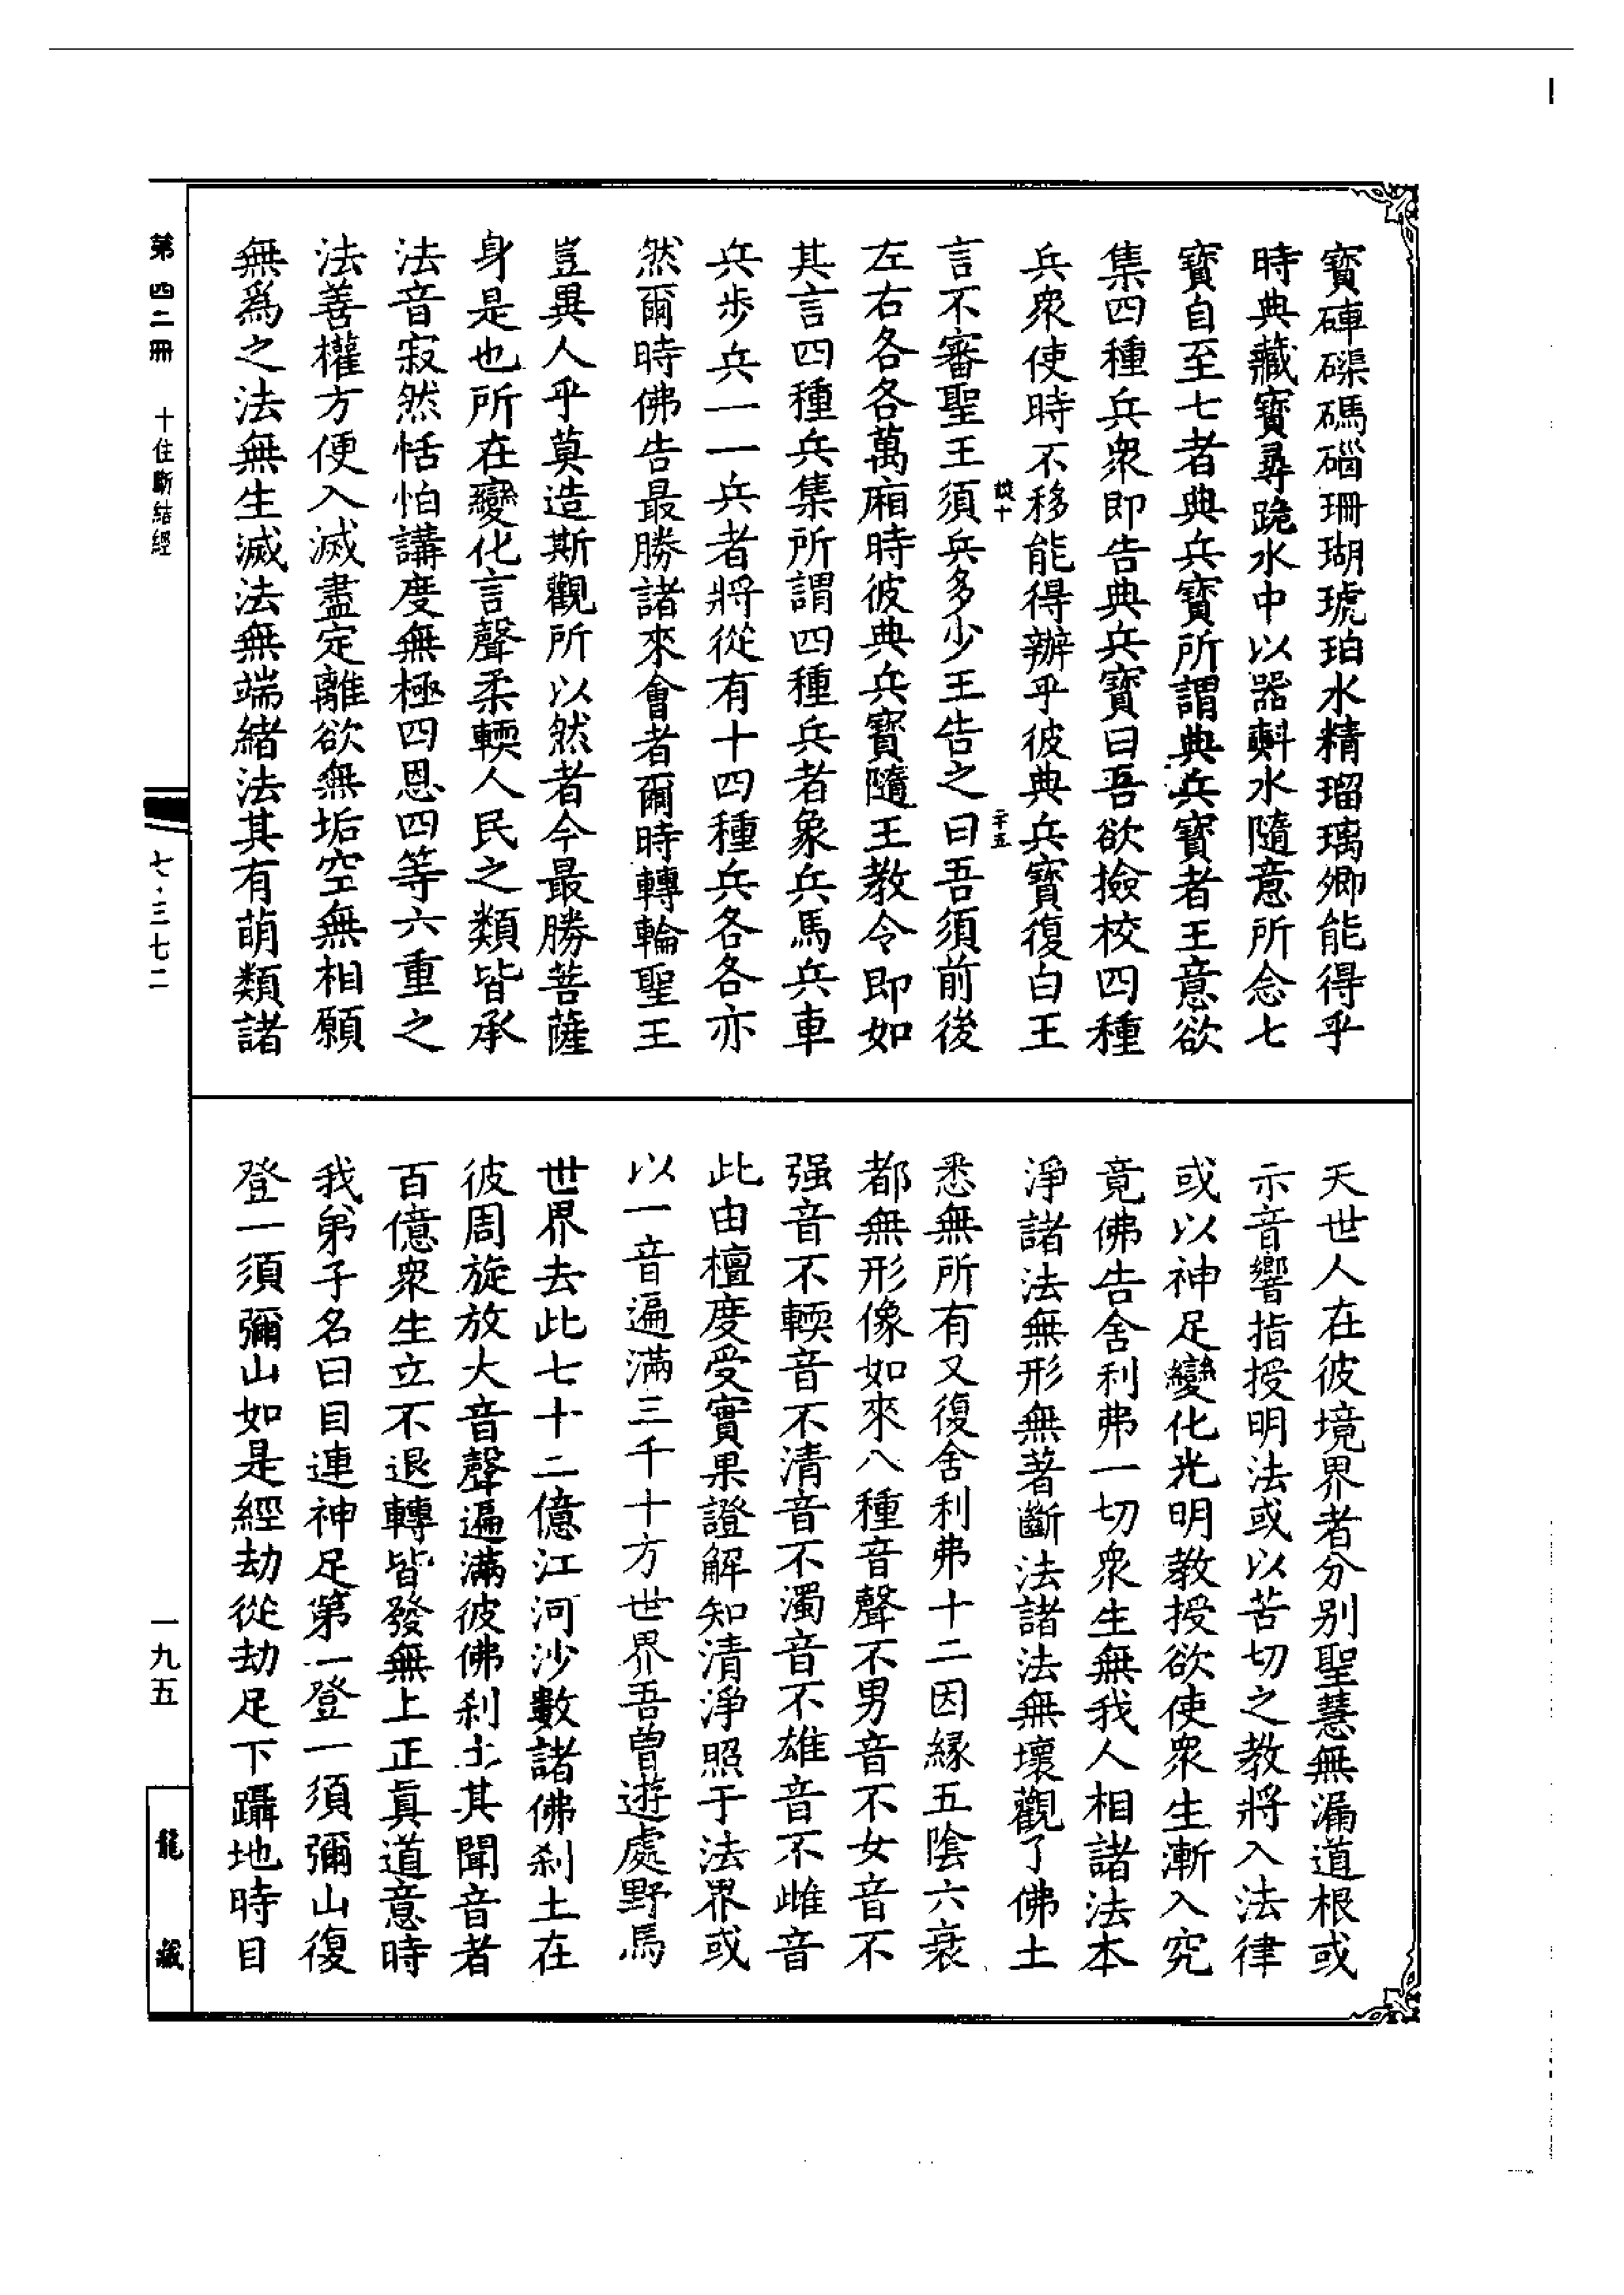 寶硨磲碼碯珊瑚琥珀水精瑠璃卿能得乎
時典藏寶尋跪水中以器𣂏水隨意所念七
寶自至七者典兵寶所謂典兵寶者王意欲
集四種兵衆即告典兵寶曰吾欲撿校四種
兵衆使時不移能得辦乎彼典兵寶復白王
言不審聖王須兵多少王告之曰吾須前後
左右各各萬廂時彼典兵寶隨王教令即如
其言四種兵集所謂四種兵者象兵馬兵車
兵步兵一一兵者將從有十四種兵各各亦
然爾時佛告最勝諸來會者爾時轉輪聖王
豈異人乎莫造斯觀所以然者今最勝菩薩
身是也所在變化言聲柔輭人民之類皆承
法音寂然恬怕講度無極四恩四等六重之
法善權方便入滅盡定離欲無垢空無相願
無爲之法無生滅法無端緒法其有萌類諸
天世人在彼境界者分別聖慧無漏道根或
示音響指授明法或以苦切之教將入法律
或以神足變化光明教授欲使衆生漸入究
竟佛告舍利弗一切衆生無我人相諸法本
淨諸法無形無著斷法諸法無壞觀了佛土
悉無所有又復舍利弗十二因緣五陰六衰
都無形像如來八種音聲不男音不女音不
强音不輭音不清音不濁音不雄音不雌音
此由檀度受實果證解知清淨照于法界或
以一音遍滿三千十方世界吾曾遊處野馬
世界去此七十二億江河沙數諸佛刹土在
彼周旋放大音聲遍滿彼佛刹土其聞音者
百億衆生立不退轉皆發無上正眞道意時
我弟子名曰目連神足第一登一須彌山復
登一須彌山如是經劫從劫足下躡地時目
第四二冊 十住斷結經
七·三七二
一九五
龍藏